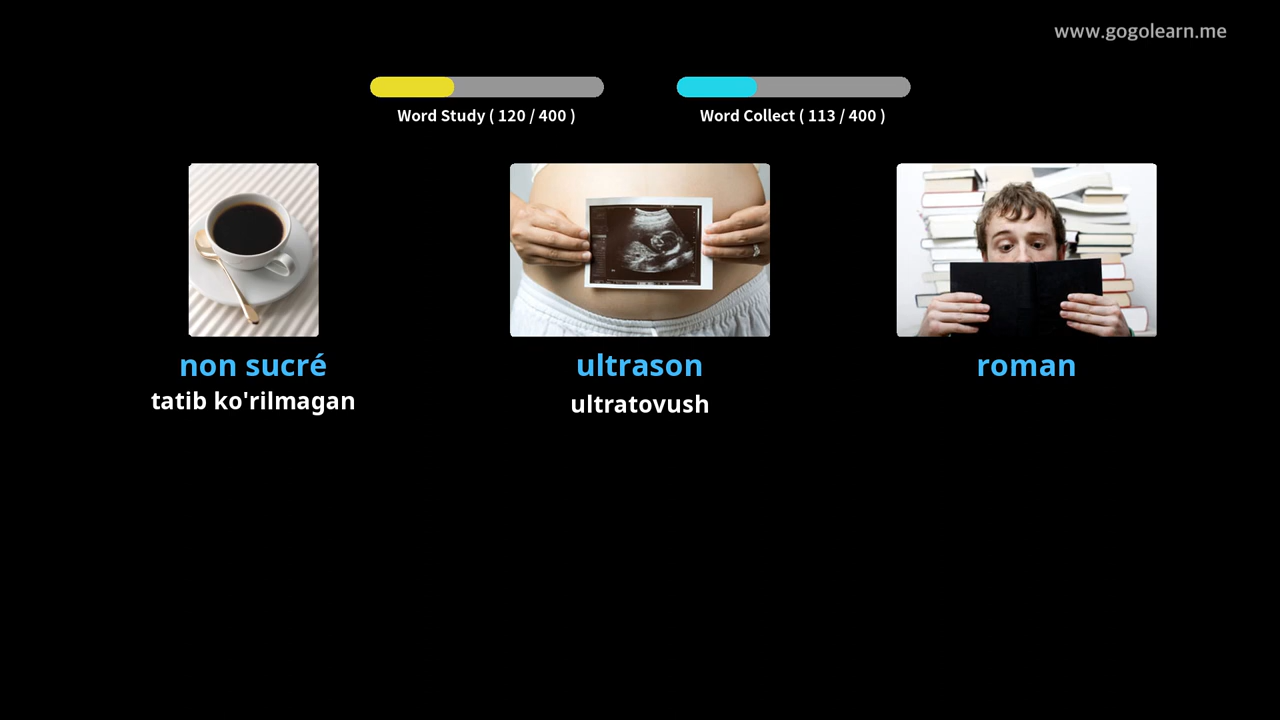 www.gogolearn.me
Word Study ( 120 / 400 )
Word Collect ( 113 / 400 )
non sucré
tatib ko'rilmagan
ultrason
ultratovush
roman